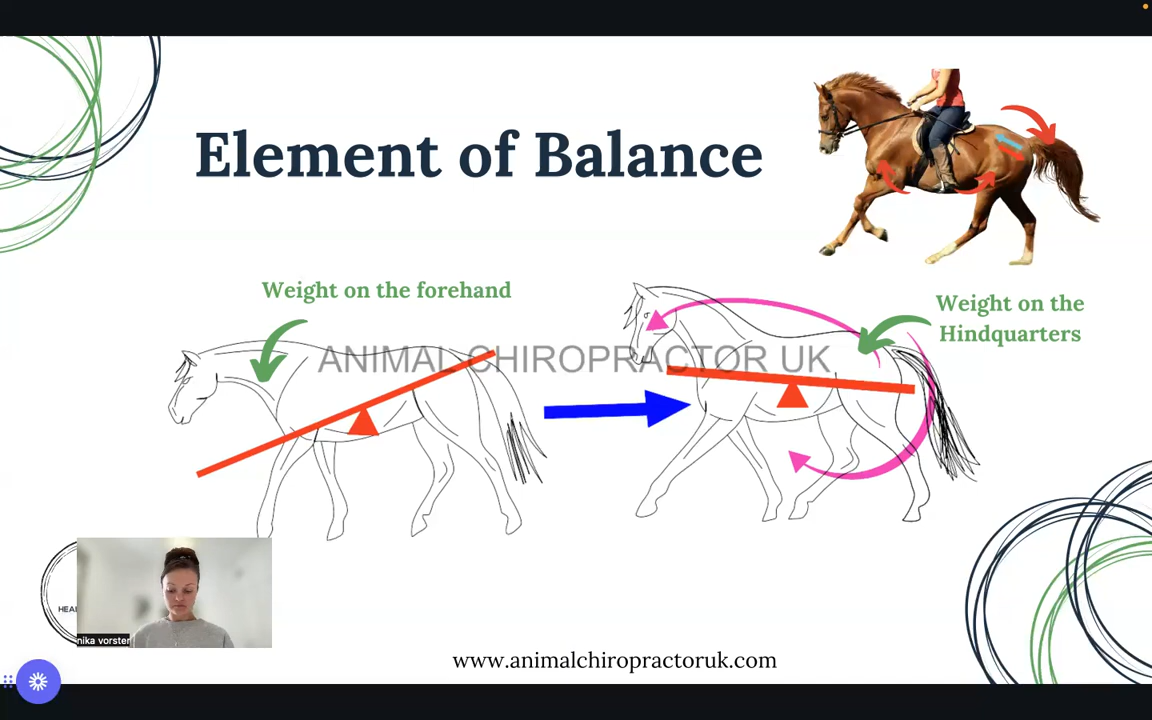 Element of Balance
Weight on the forehand
Weight on the
Hindquarters
ANIMAL CHIROPRACTOR UK
HEAL
nika vorster
www.animalchiropractoruk.com